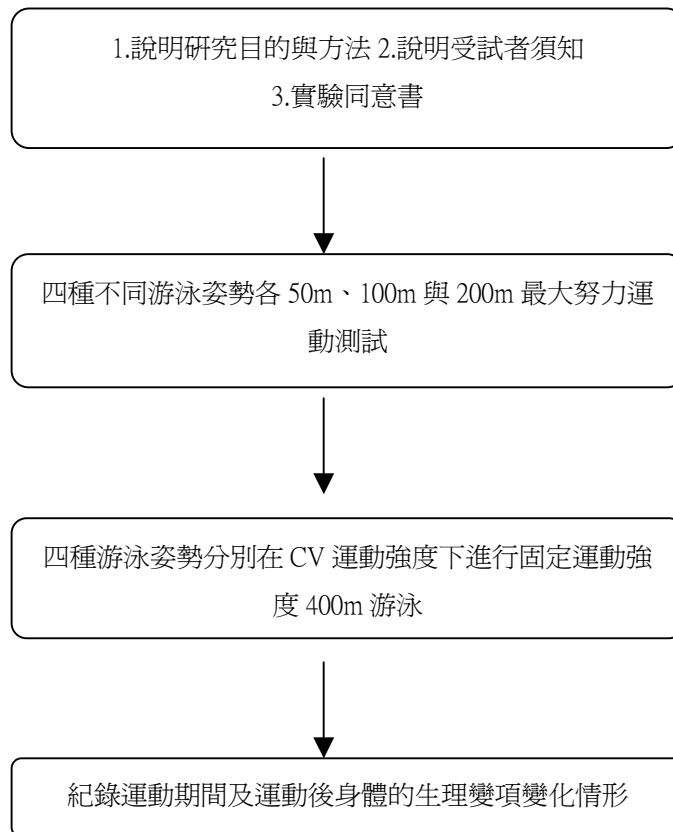 1.說明研究目的與方法 2.說明受試者須知
3.實驗同意書
四種不同游泳姿勢各 50m、100m 與 200m 最大努力運
動測試
四種游泳姿勢分別在 CV 運動強度下進行固定運動強
度 400m 游泳
紀錄運動期間及運動後身體的生理變項變化情形